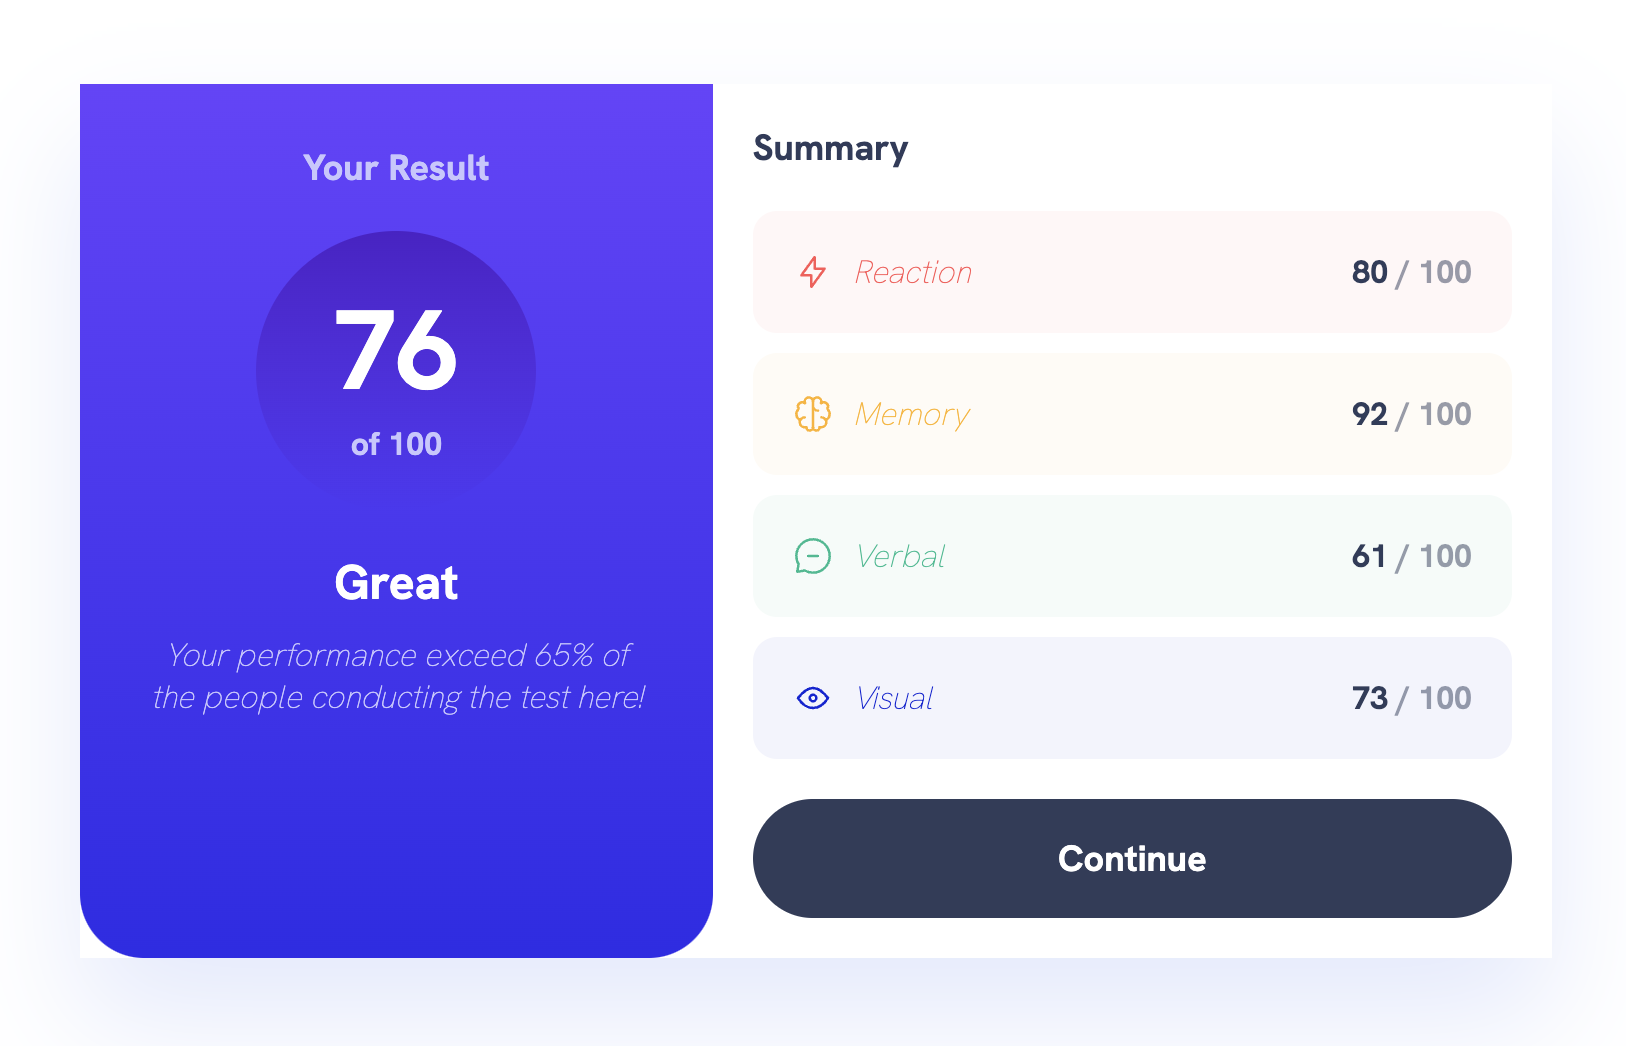 Your Result
76
of 100
Great
Your performance exceed 65% of
the people conducting the test here!
Summary
Reaction 80 / 100
Memory 92 / 100
Verbal 61 / 100
Visual 73 / 100
Continue